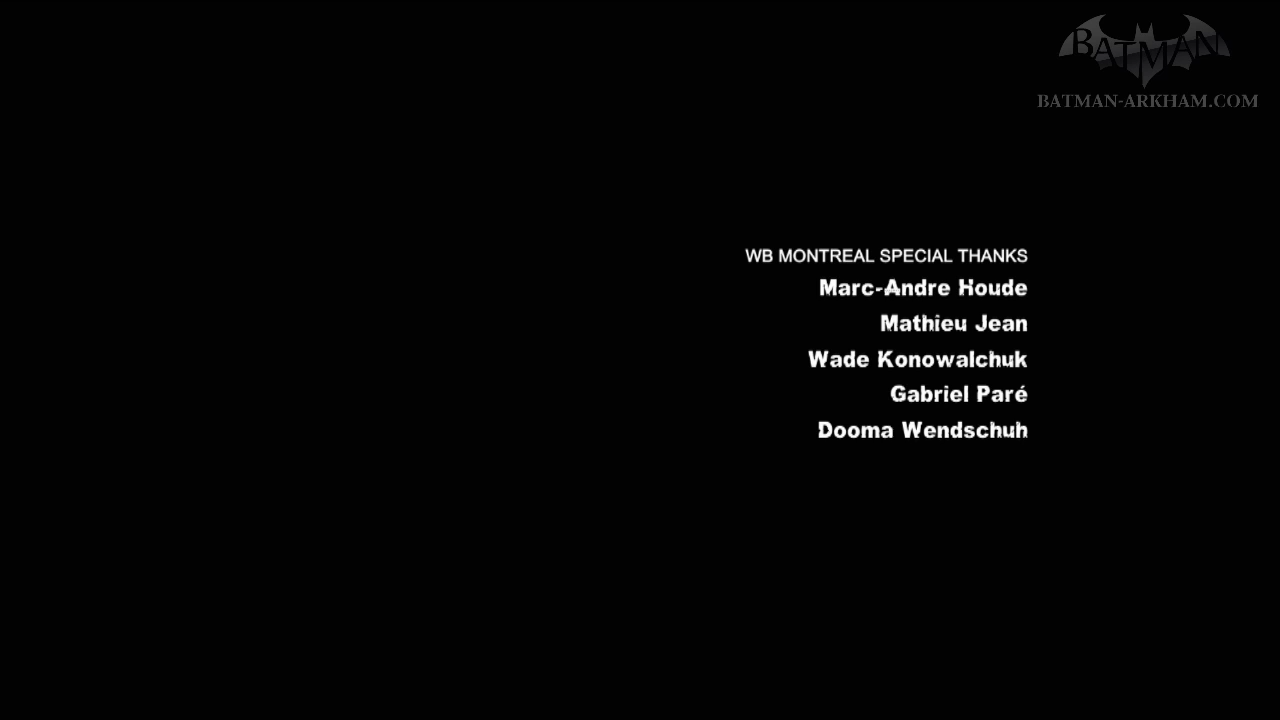 BATMAN
BATMAN-ARKHAM.COM
WB MONTREAL SPECIAL THANKS
Marc-Andre Houde
Mathieu Jean
Wade Konowalchuk
Gabriel Paré
Dooma Wendschuh